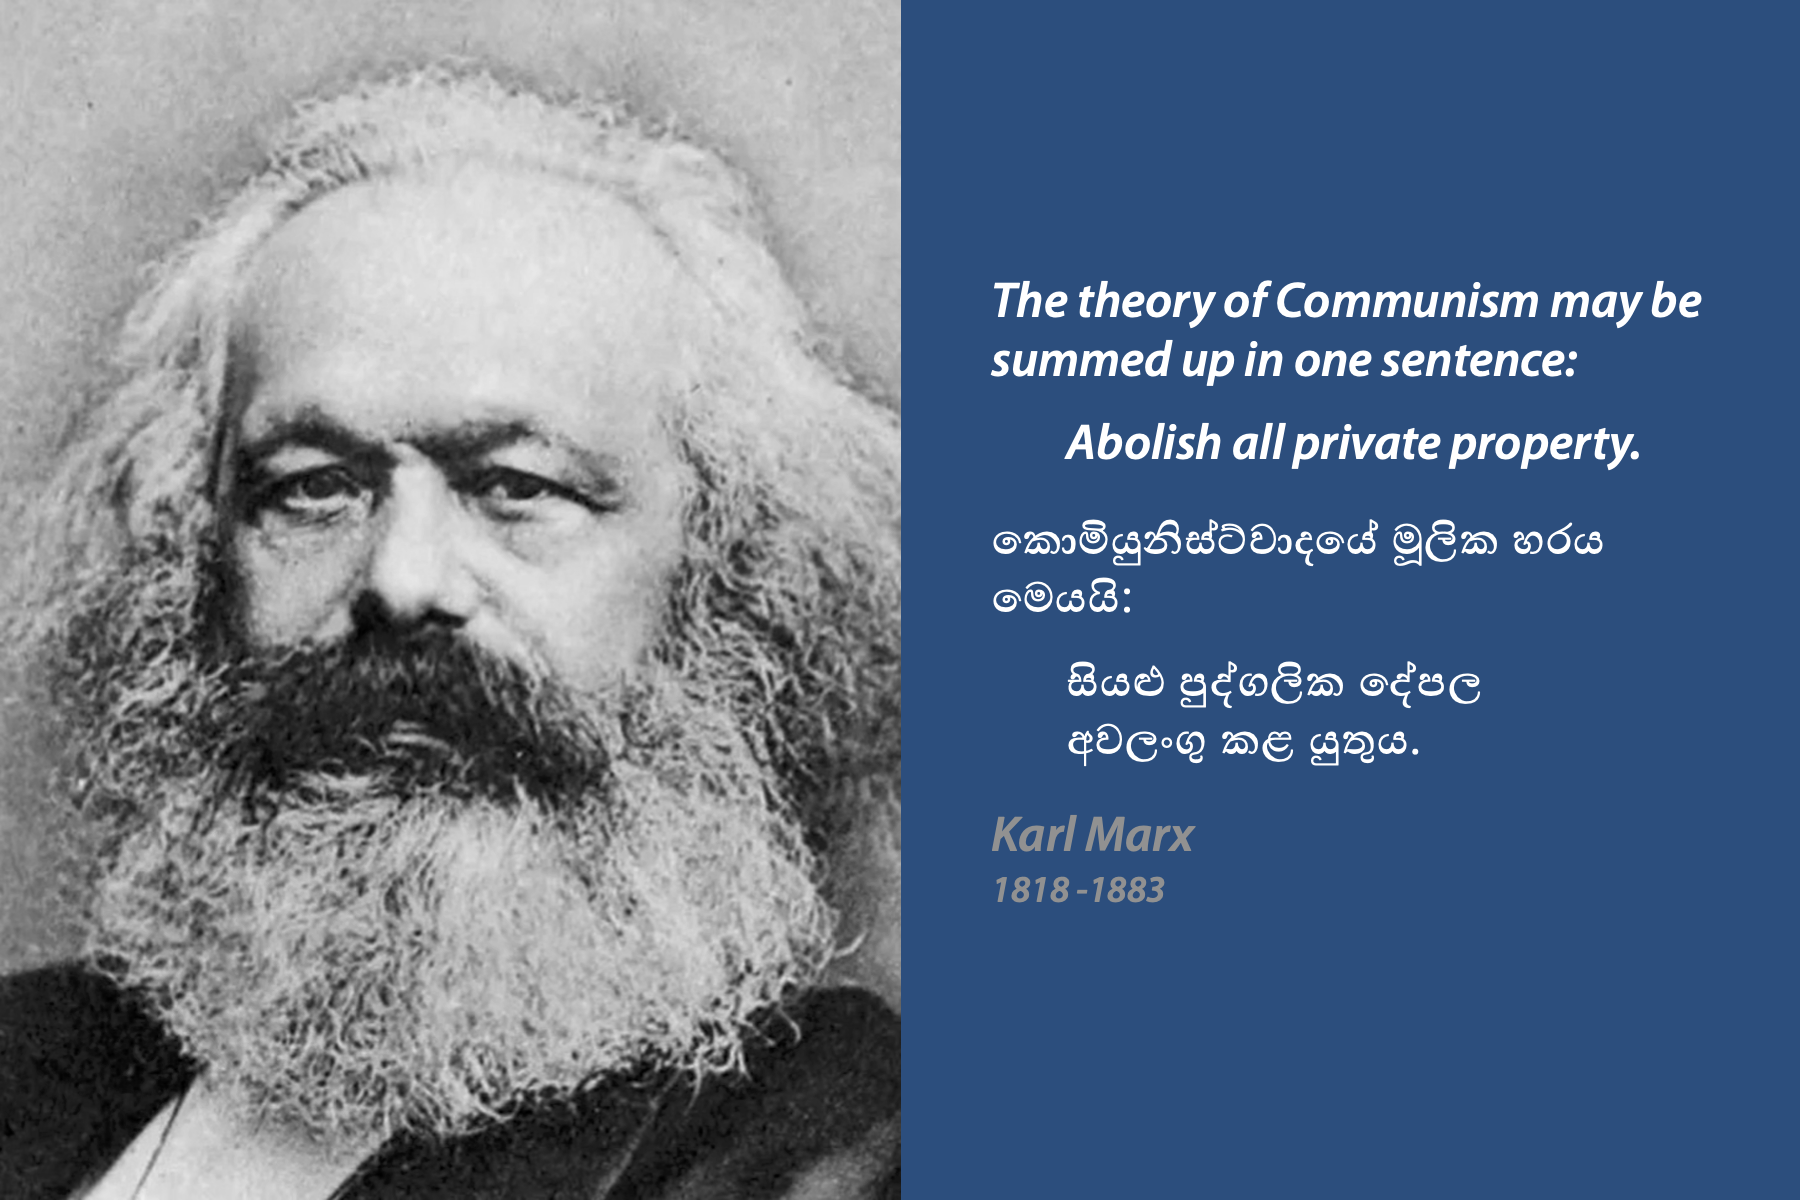 The theory of Communism may be
summed up in one sentence:
Abolish all private property.
කොමියුනිස්ට්වාදයේ මූලික හරය
මෙයයි:
සියළු පුද්ගලික දේපල
අවලංගු කළ යුතුය.
Karl Marx
1818 -1883